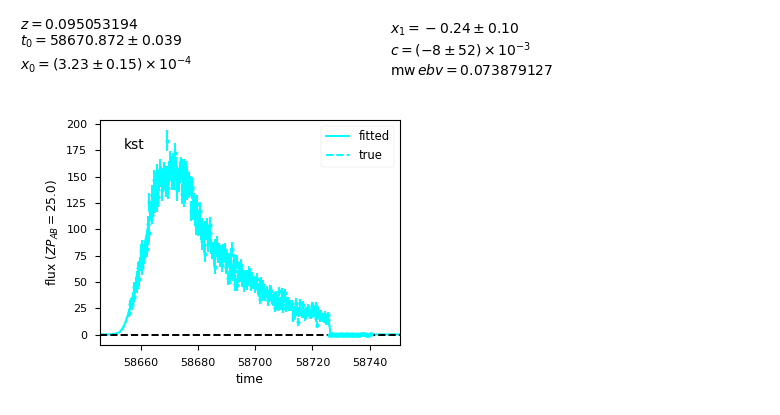 z = 0.095053194
t₀ = 58670.872 ± 0.039
x₀ = (3.23 ± 0.15) × 10⁻⁴
x₁ = − 0.24 ± 0.10
c = (−8 ± 52) × 10⁻³
mw ebv = 0.073879127
kst
fitted
true
200
175
150
125
100
75
50
25
0
flux (ZP_AB = 25.0)
58660 58680 58700 58720 58740
time